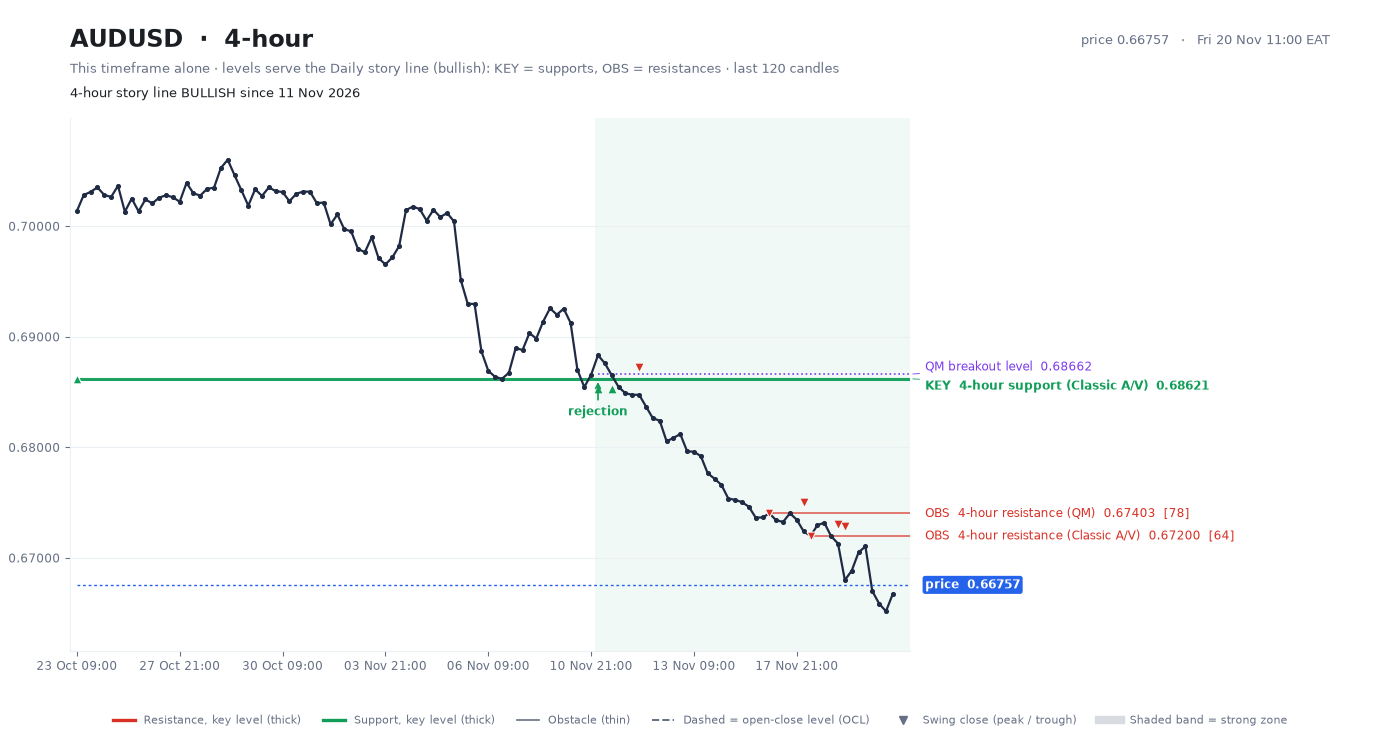 AUDUSD · 4-hour
price 0.66757 · Fri 20 Nov 11:00 EAT
This timeframe alone · levels serve the Daily story line (bullish): KEY = supports, OBS = resistances · last 120 candles
4-hour story line BULLISH since 11 Nov 2026
0.70000
0.69000
0.68000
0.67000
QM breakout level 0.68662
KEY 4-hour support (Classic A/V) 0.68621
rejection
OBS 4-hour resistance (QM) 0.67403 [78]
OBS 4-hour resistance (Classic A/V) 0.67200 [64]
price 0.66757
23 Oct 09:00 27 Oct 21:00 30 Oct 09:00 03 Nov 21:00 06 Nov 09:00 10 Nov 21:00 13 Nov 09:00 17 Nov 21:00
Resistance, key level (thick) Support, key level (thick) Obstacle (thin) Dashed = open-close level (OCL) Swing close (peak / trough) Shaded band = strong zone